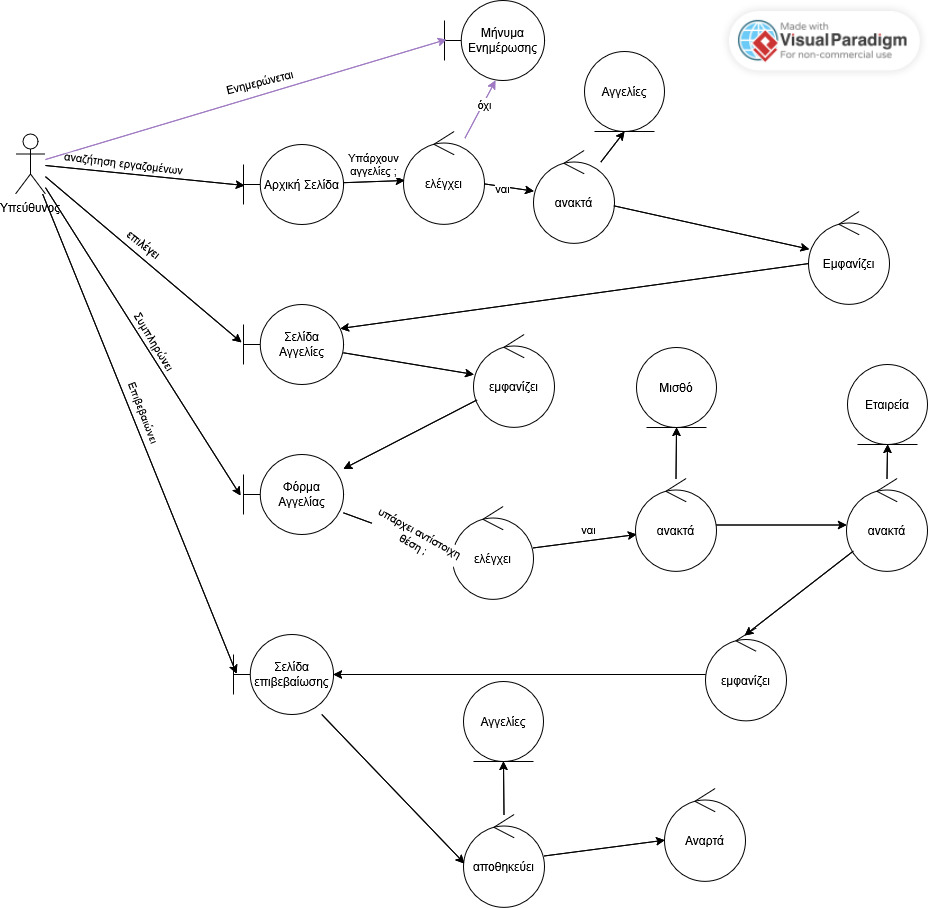 Made with
Visual Paradigm
For non-commercial use
Μήνυμα
Ενημέρωσης
Ενημερώνεται
όχι
Αγγελίες
αναζήτηση εργαζομένων
Αρχική Σελίδα
Υπάρχουν
αγγελίες ;
ελέγχει
ναι
ανακτά
Υπεύθυνος
επιλέγει
Εμφανίζει
Σελίδα
Αγγελίες
εμφανίζει
Συμπληρώνει
Μισθό
Εταιρεία
Επιβεβαιώνει
Φόρμα
Αγγελίας
υπάρχει αντίστοιχη
θέση ;
ελέγχει
ναι
ανακτά
ανακτά
Σελίδα
επιβεβαίωσης
εμφανίζει
Αγγελίες
αποθηκεύει
Αναρτά